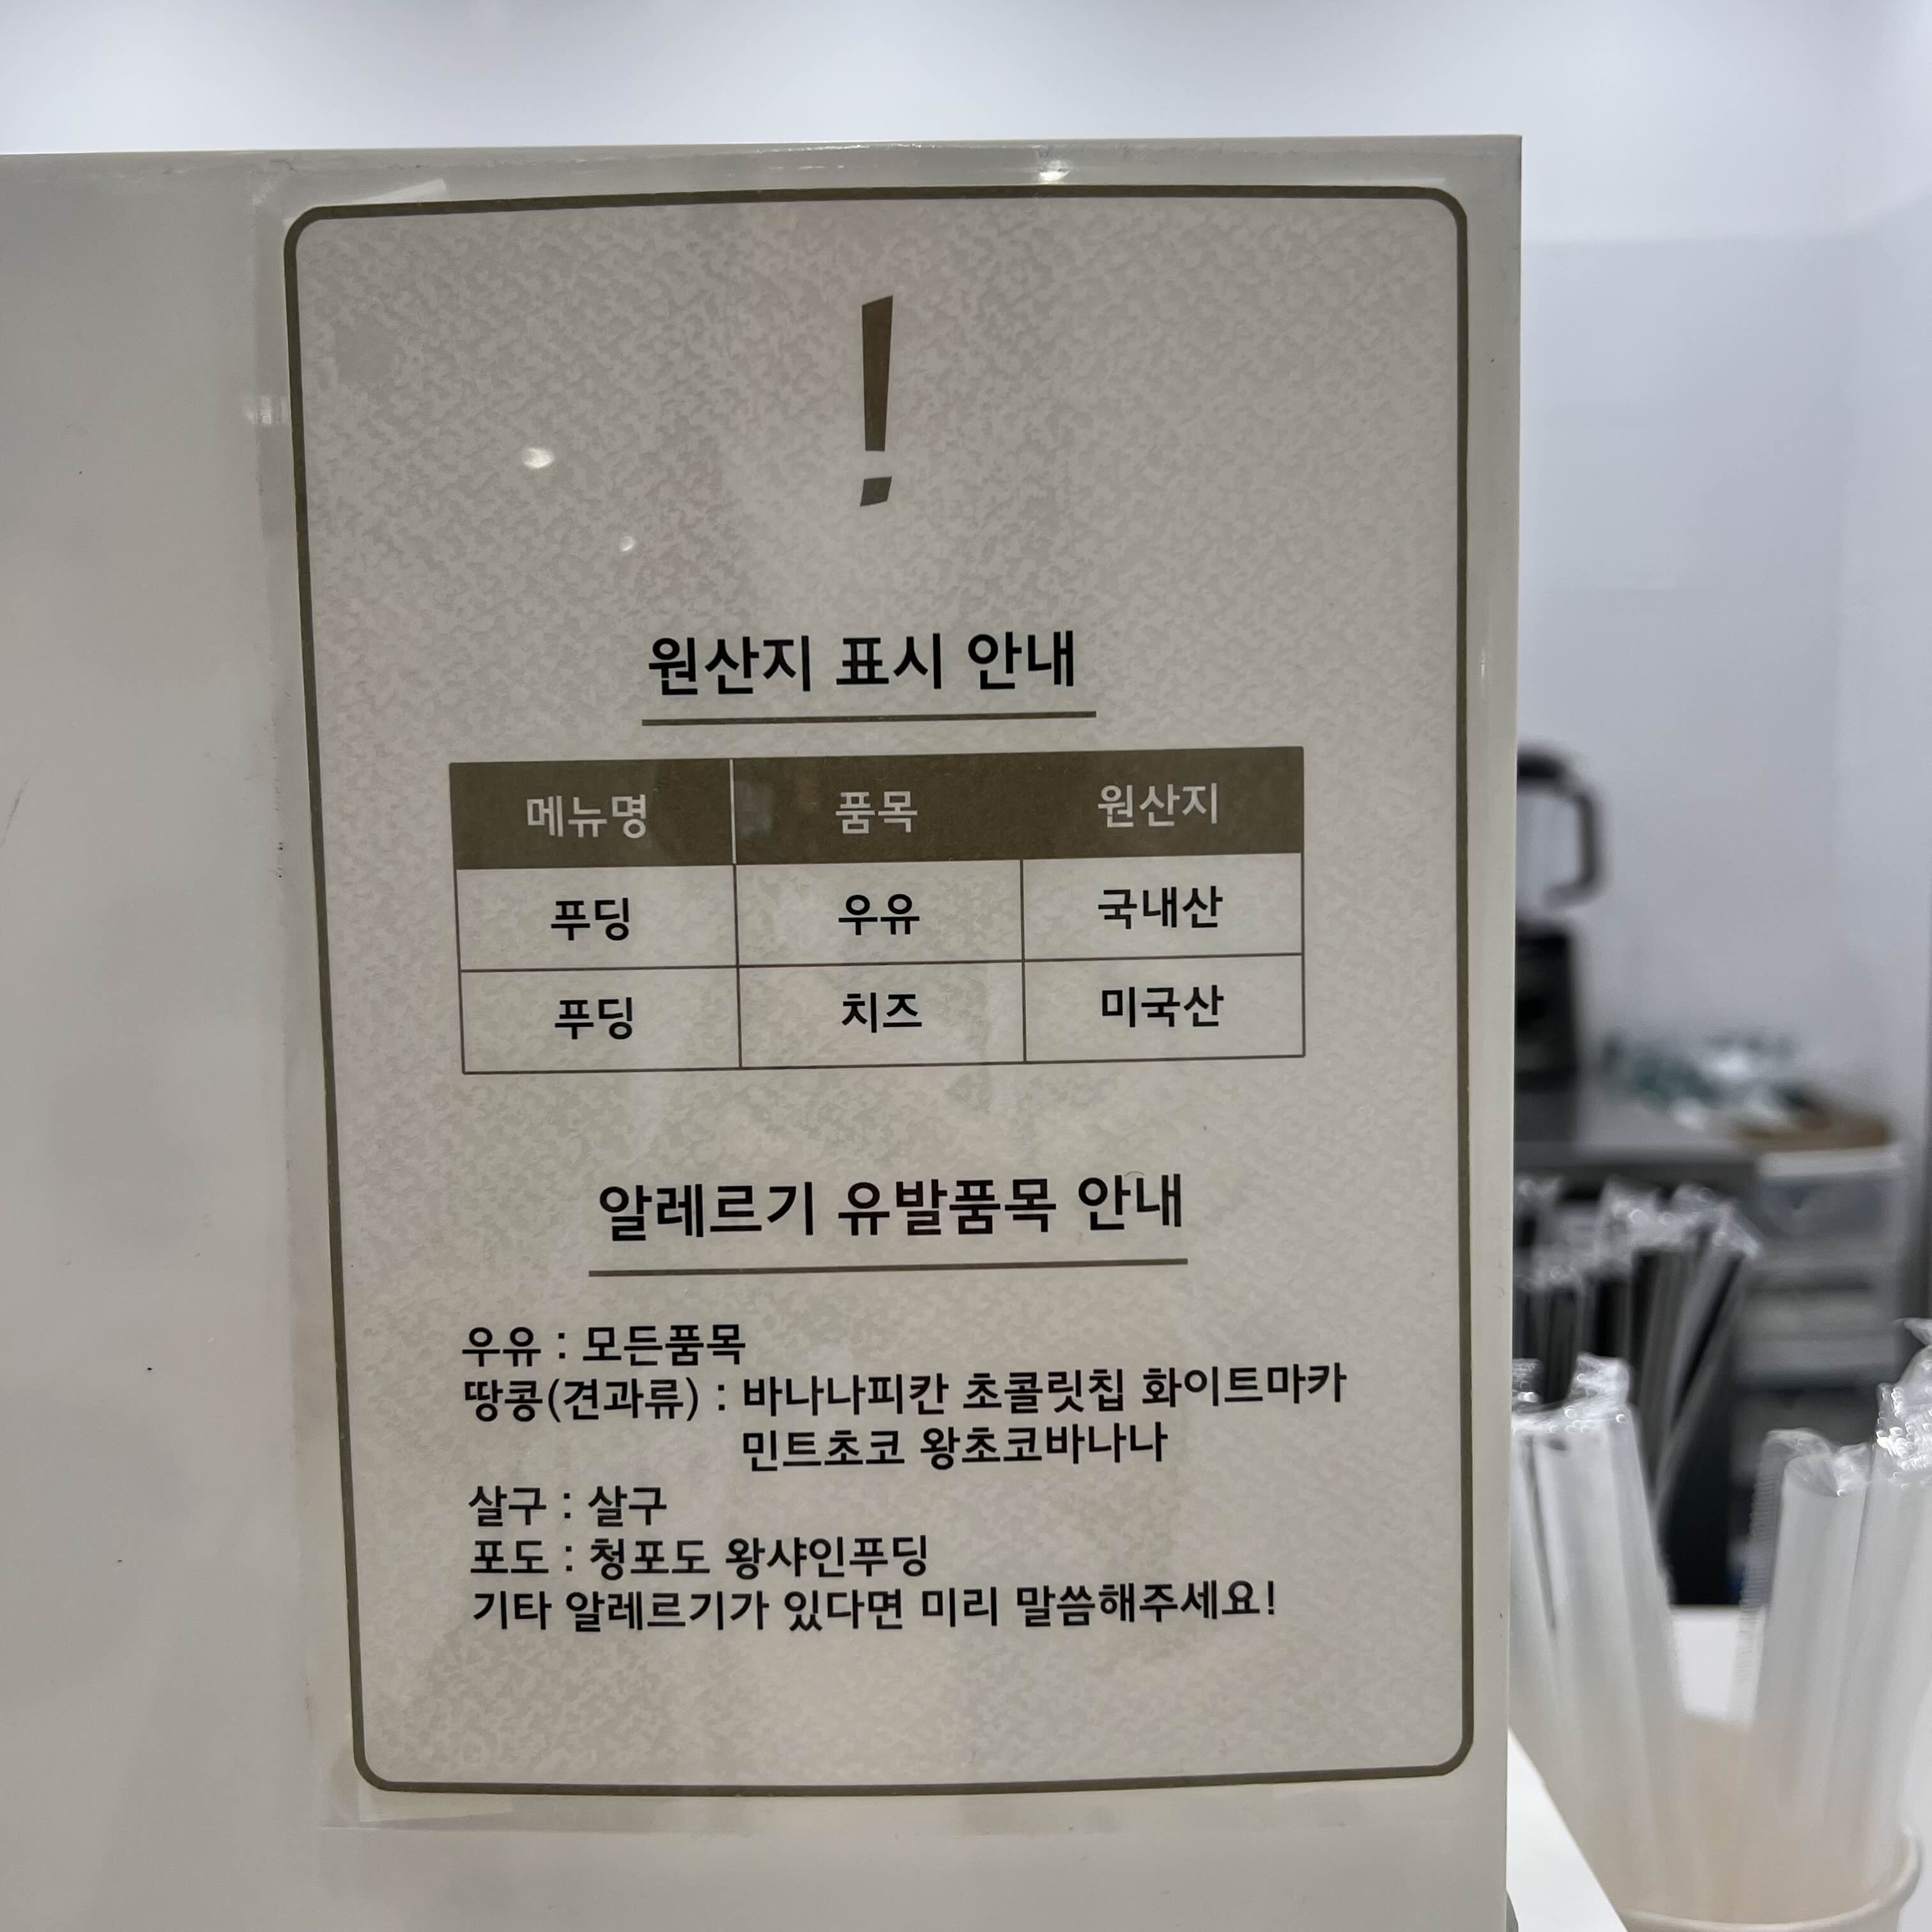 !
원산지 표시 안내
메뉴명 품목 원산지
푸딩 우유 국내산
푸딩 치즈 미국산
알레르기 유발품목 안내
우유 : 모든품목
땅콩(견과류) : 바나나피칸 초콜릿칩 화이트마카
민트초코 왕초코바나나
살구 : 살구
포도 : 청포도 왕샤인푸딩
기타 알레르기가 있다면 미리 말씀해주세요!